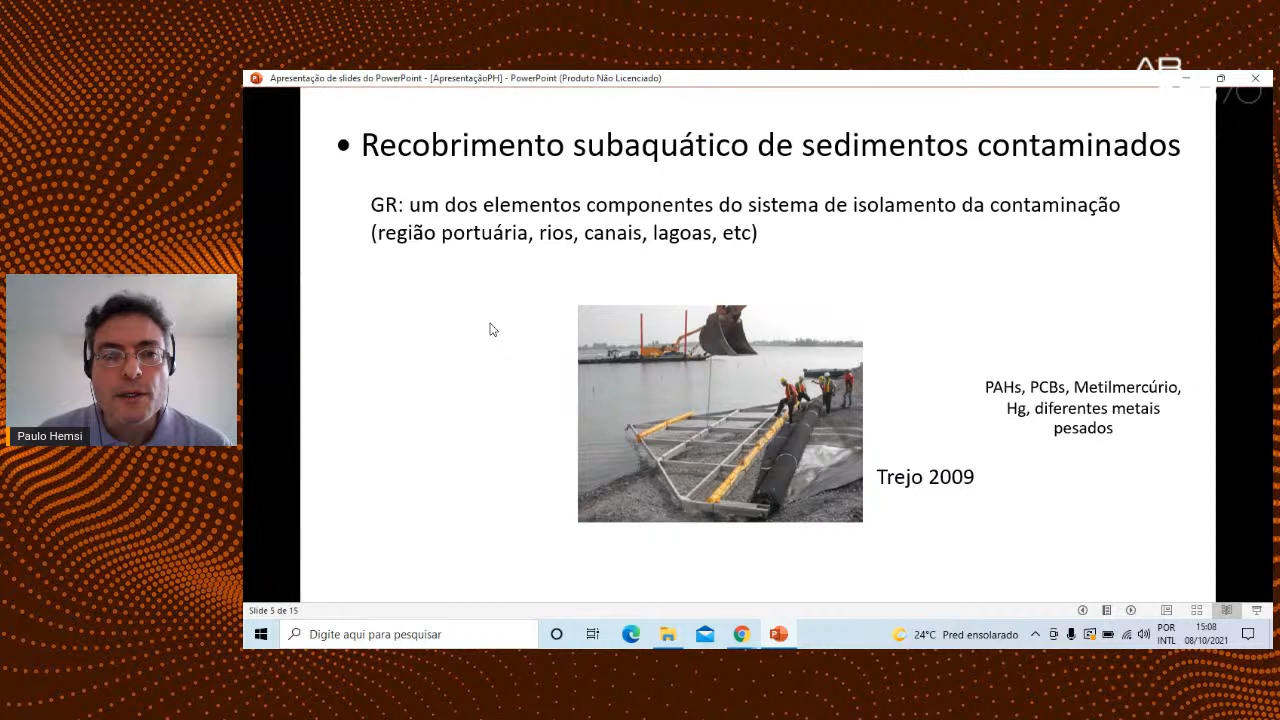 Apresentação de slides do PowerPoint - [ApresentaçãoPH] - PowerPoint (Produto Não Licenciado)
• Recobrimento subaquático de sedimentos contaminados
GR: um dos elementos componentes do sistema de isolamento da contaminação
(região portuária, rios, canais, lagoas, etc)
PAHs, PCBs, Metilmercúrio,
Hg, diferentes metais
pesados
Trejo 2009
Paulo Hemsi
Slide 5 de 15
Digite aqui para pesquisar
24°C Pred ensolarado
POR
INTL
15:08
08/10/2021